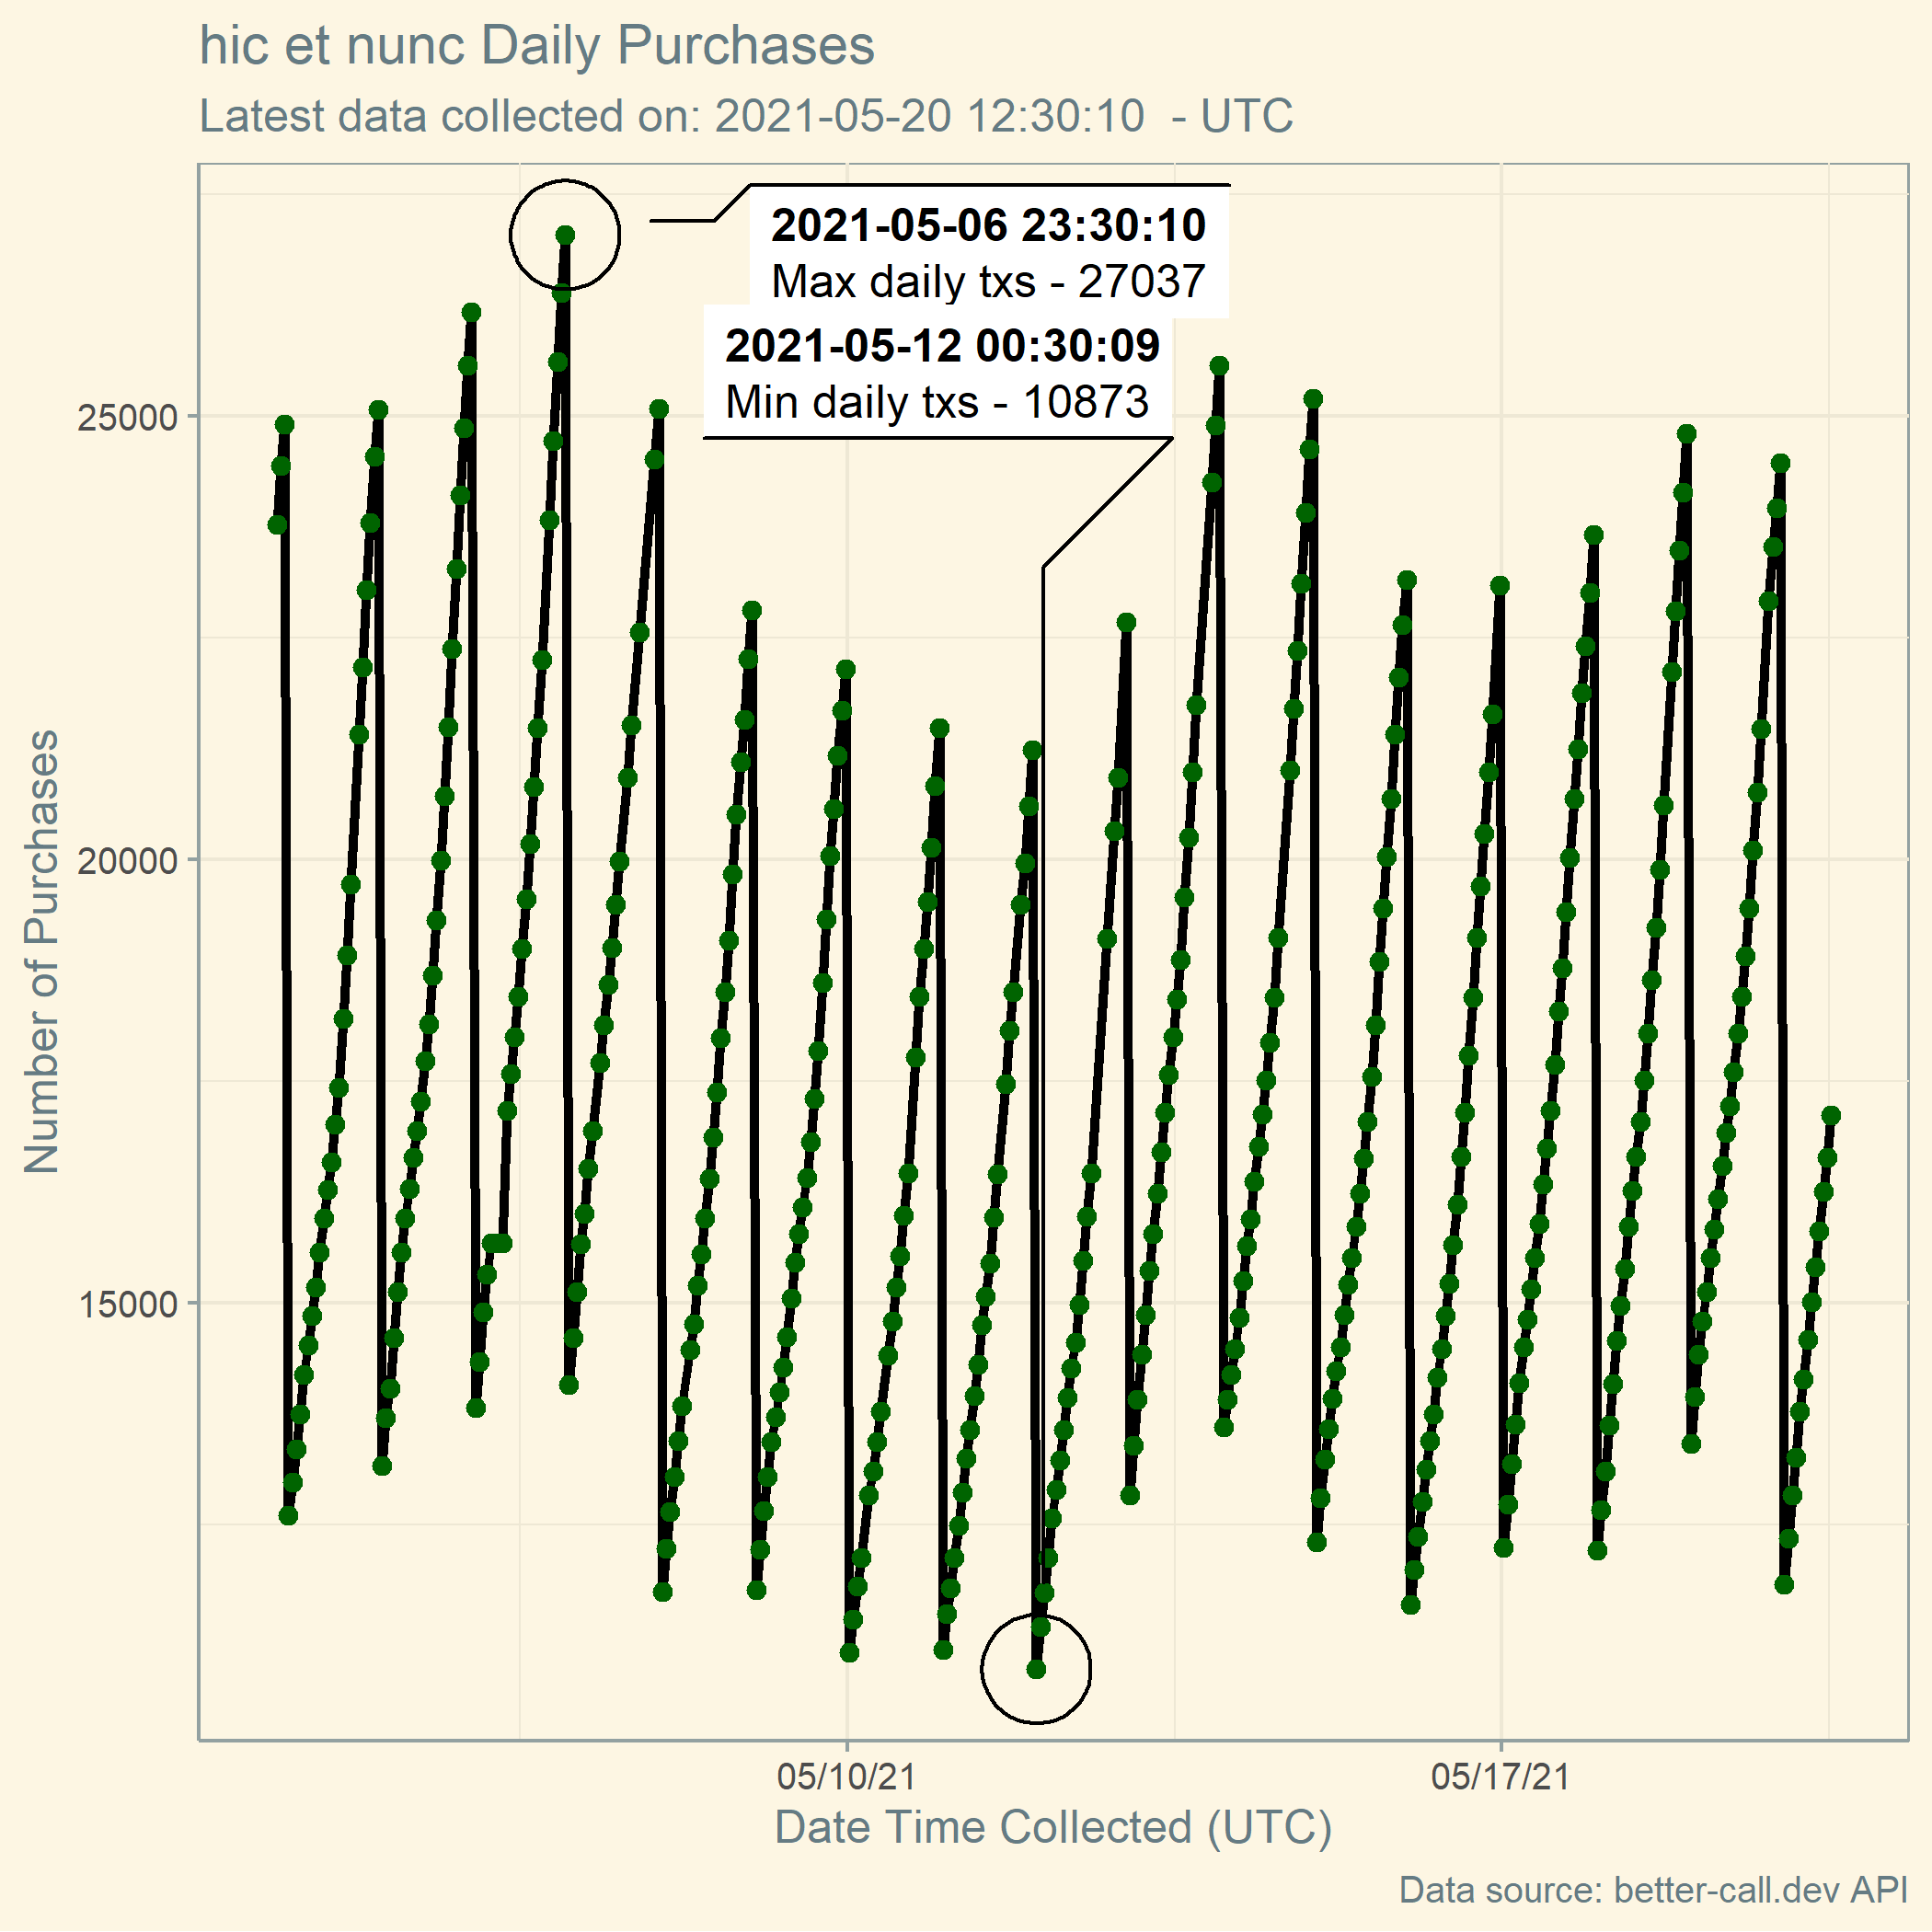 hic et nunc Daily Purchases
Latest data collected on: 2021-05-20 12:30:10  - UTC
2021-05-06 23:30:10
Max daily txs - 27037
2021-05-12 00:30:09
Min daily txs - 10873
25000
20000
15000
Number of Purchases
05/10/21
05/17/21
Date Time Collected (UTC)
Data source: better-call.dev API